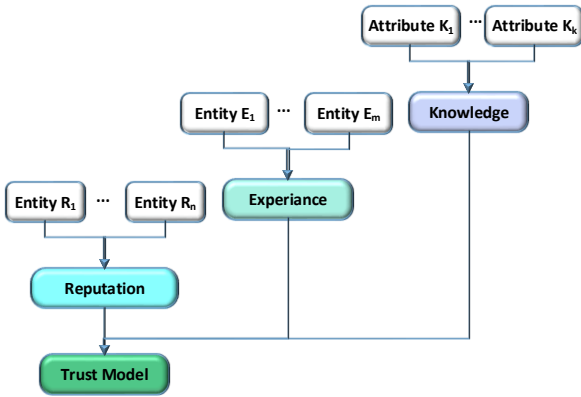 Attribute K₁ ... Attribute Kₖ
Knowledge
Entity E₁ ... Entity Eₘ
Experiance
Entity R₁ ... Entity Rₙ
Reputation
Trust Model